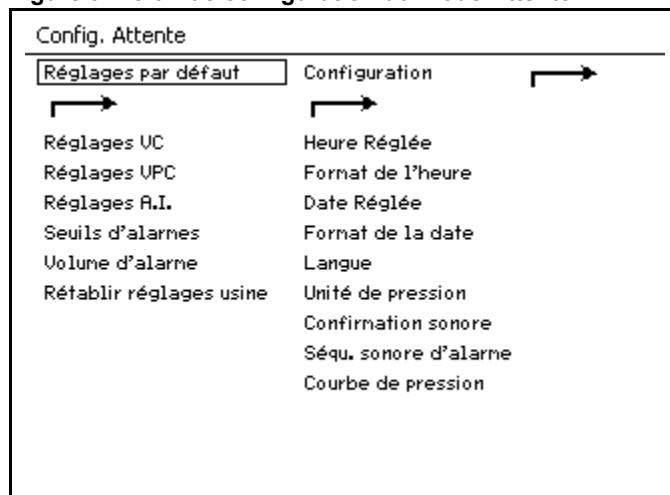 Config. Attente
Réglages par défaut
Réglages VC
Réglages VPC
Réglages A.I.
Seuils d'alarmes
Volume d'alarme
Rétablir réglages usine
Configuration
Heure Réglée
Format de l'heure
Date Réglée
Format de la date
Langue
Unité de pression
Confirmation sonore
Séqu. sonore d'alarme
Courbe de pression